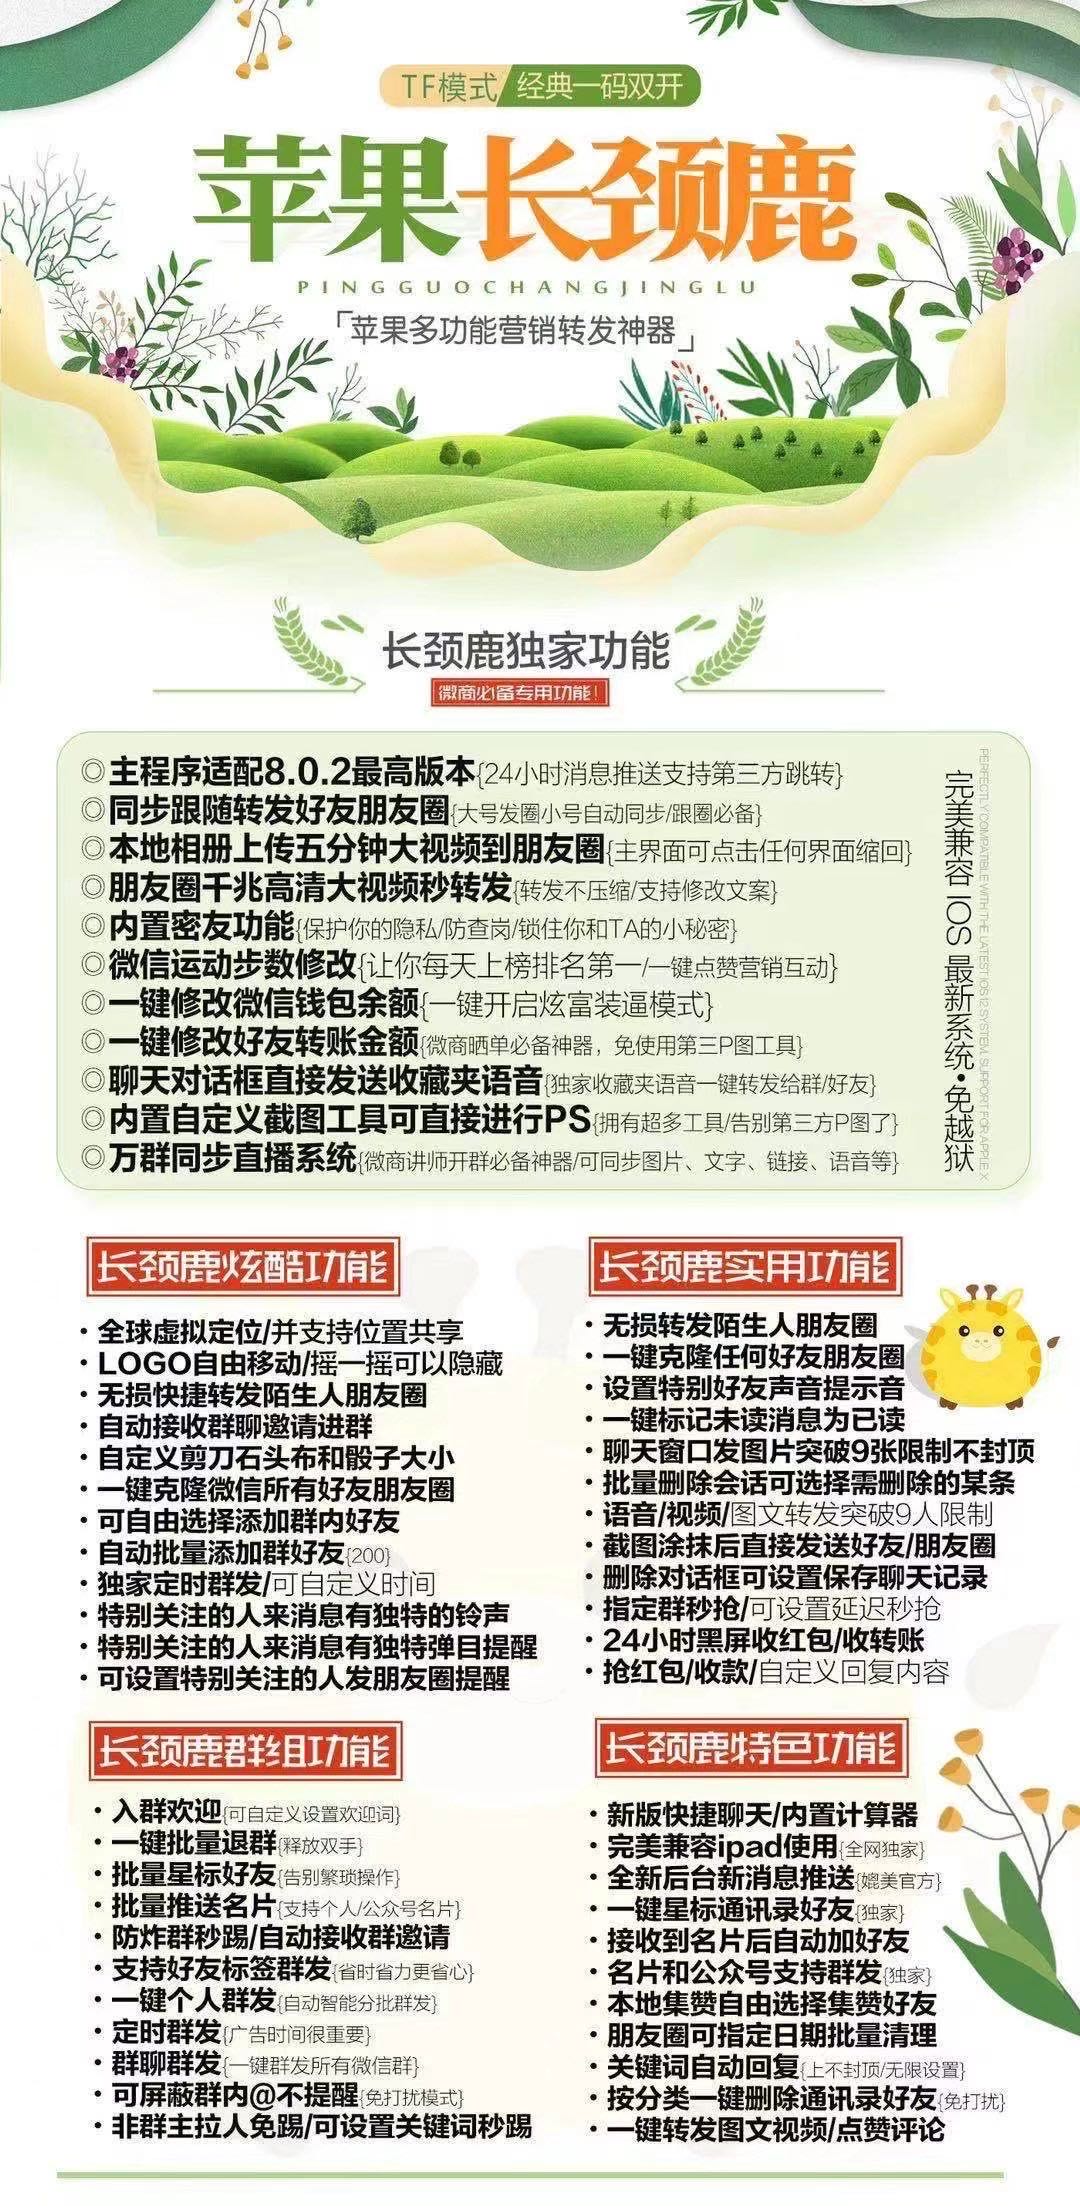 TF模式 经典一码双开
苹果长颈鹿
PINGGUOCHANGJINGLU
「苹果多功能营销转发神器」
长颈鹿独家功能
微商必备专用功能!
◎主程序适配8.0.2最高版本{24小时消息推送支持第三方跳转}
◎同步跟随转发好友朋友圈{大号发圈小号自动同步/跟圈必备}
◎本地相册上传五分钟大视频到朋友圈{主界面可点击任何界面缩回}
◎朋友圈千兆高清大视频秒转发{转发不压缩/支持修改文案}
◎内置密友功能{保护你的隐私/防查岗/锁住你和TA的小秘密}
◎微信运动步数修改{让你每天上榜排名第一/一键点赞营销互动}
◎一键修改微信钱包余额{一键开启炫富装逼模式}
◎一键修改好友转账金额{微商晒单必备神器，免使用第三P图工具}
◎聊天对话框直接发送收藏夹语音{独家收藏夹语音一键转发给群/好友}
◎内置自定义截图工具可直接进行PS{拥有超多工具/告别第三方P图了}
◎万群同步直播系统{微商讲师开群必备神器/可同步图片、文字、链接、语音等}
完美兼容IOS最新系统•免越狱
PERFECTLY COMPATIBLE WITH THE LATEST IOS 12 SYSTEM, SUPPORT FOR APPLE X
长颈鹿炫酷功能
·全球虚拟定位/并支持位置共享
·LOGO自由移动/摇一摇可以隐藏
·无损快捷转发陌生人朋友圈
·自动接收群聊邀请进群
·自定义剪刀石头布和骰子大小
·一键克隆微信所有好友朋友圈
·可自由选择添加群内好友
·自动批量添加群好友{200}
·独家定时群发/可自定义时间
·特别关注的人来消息有独特的铃声
·特别关注的人来消息有独特弹目提醒
·可设置特别关注的人发朋友圈提醒
长颈鹿实用功能
·无损转发陌生人朋友圈
·一键克隆任何好友朋友圈
·设置特别好友声音提示音
·一键标记未读消息为已读
·聊天窗口发图片突破9张限制不封顶
·批量删除会话可选择需删除的某条
·语音/视频/图文转发突破9人限制
·截图涂抹后直接发送好友/朋友圈
·删除对话框可设置保存聊天记录
·指定群秒抢/可设置延迟秒抢
·24小时黑屏收红包/收转账
·抢红包/收款/自定义回复内容
长颈鹿群组功能
·入群欢迎{可自定义设置欢迎词}
·一键批量退群{释放双手}
·批量星标好友{告别繁琐操作}
·批量推送名片{支持个人/公众号名片}
·防炸群秒踢/自动接收群邀请
·支持好友标签群发{省时省力更省心}
·一键个人群发{自动智能分批群发}
·定时群发{广告时间很重要}
·群聊群发{一键群发所有微信群}
·可屏蔽群内@不提醒{免打扰模式}
·非群主拉人免踢/可设置关键词秒踢
长颈鹿特色功能
·新版快捷聊天/内置计算器
·完美兼容ipad使用{全网独家}
·全新后台新消息推送{媲美官方}
·一键星标通讯录好友{独家}
·接收到名片后自动加好友
·名片和公众号支持群发{独家}
·本地集赞自由选择集赞好友
·朋友圈可指定日期批量清理
·关键词自动回复{上不封顶/无限设置}
·按分类一键删除通讯录好友{免打扰}
·一键转发图文视频/点赞评论